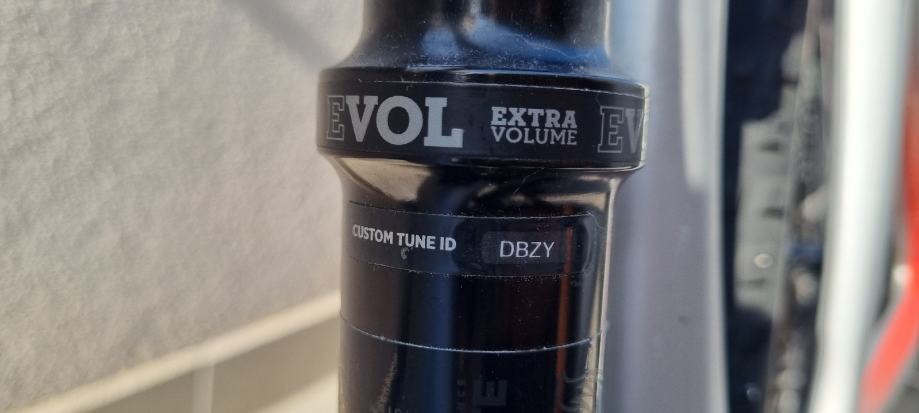 EVOL EXTRA VOLUME EV
CUSTOM TUNE ID DBZY